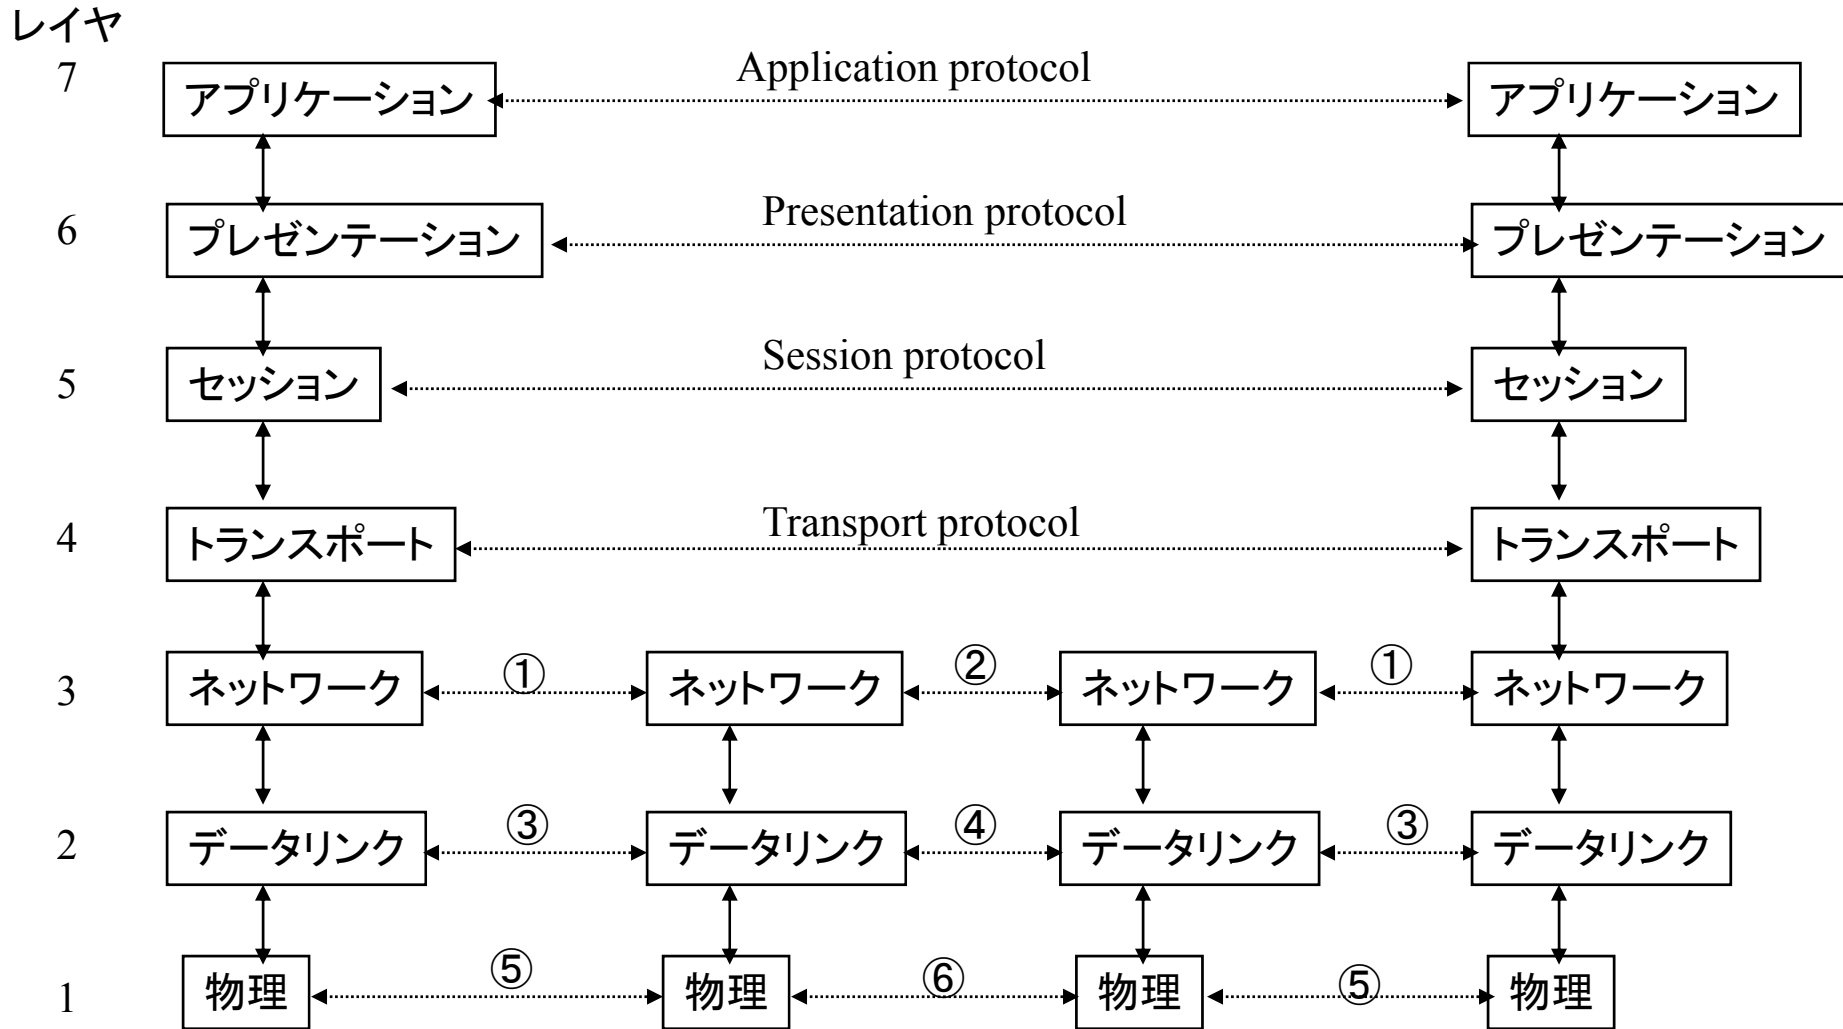 レイヤ
7 アプリケーション Application protocol アプリケーション
6 プレゼンテーション Presentation protocol プレゼンテーション
5 セッション Session protocol セッション
4 トランスポート Transport protocol トランスポート
3 ネットワーク ① ネットワーク ② ネットワーク ① ネットワーク
2 データリンク ③ データリンク ④ データリンク ③ データリンク
1 物理 ⑤ 物理 ⑥ 物理 ⑤ 物理